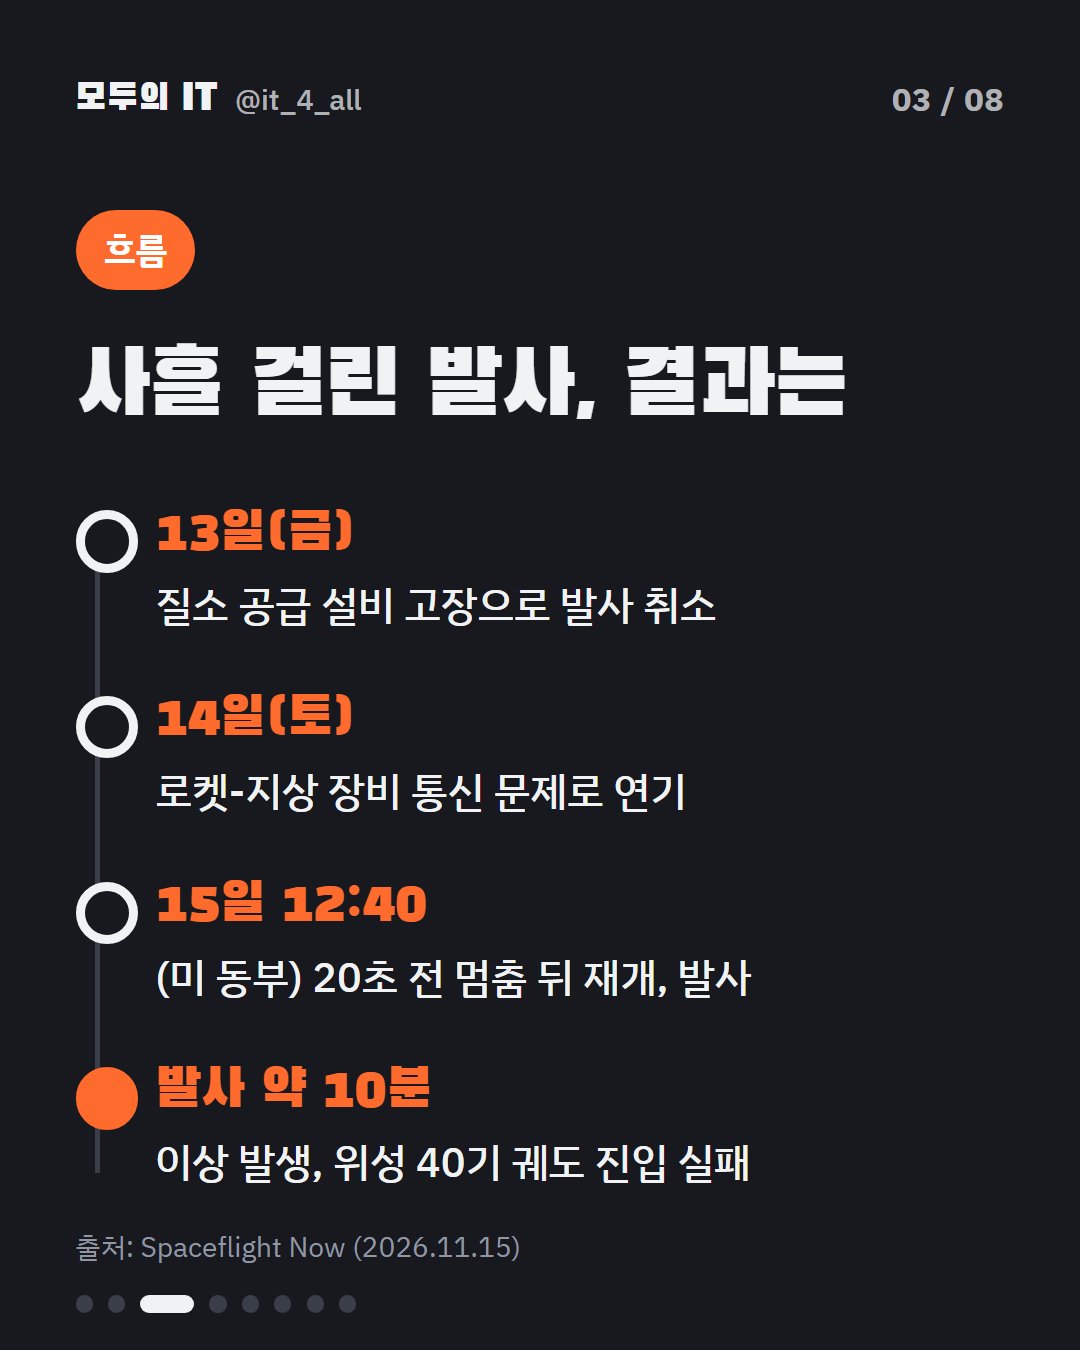 모두의 IT @it_4_all
03 / 08
흐름
사흘 걸린 발사, 결과는
13일(금)
질소 공급 설비 고장으로 발사 취소
14일(토)
로켓-지상 장비 통신 문제로 연기
15일 12:40
(미 동부) 20초 전 멈춤 뒤 재개, 발사
발사 약 10분
이상 발생, 위성 40기 궤도 진입 실패
출처: Spaceflight Now (2026.11.15)